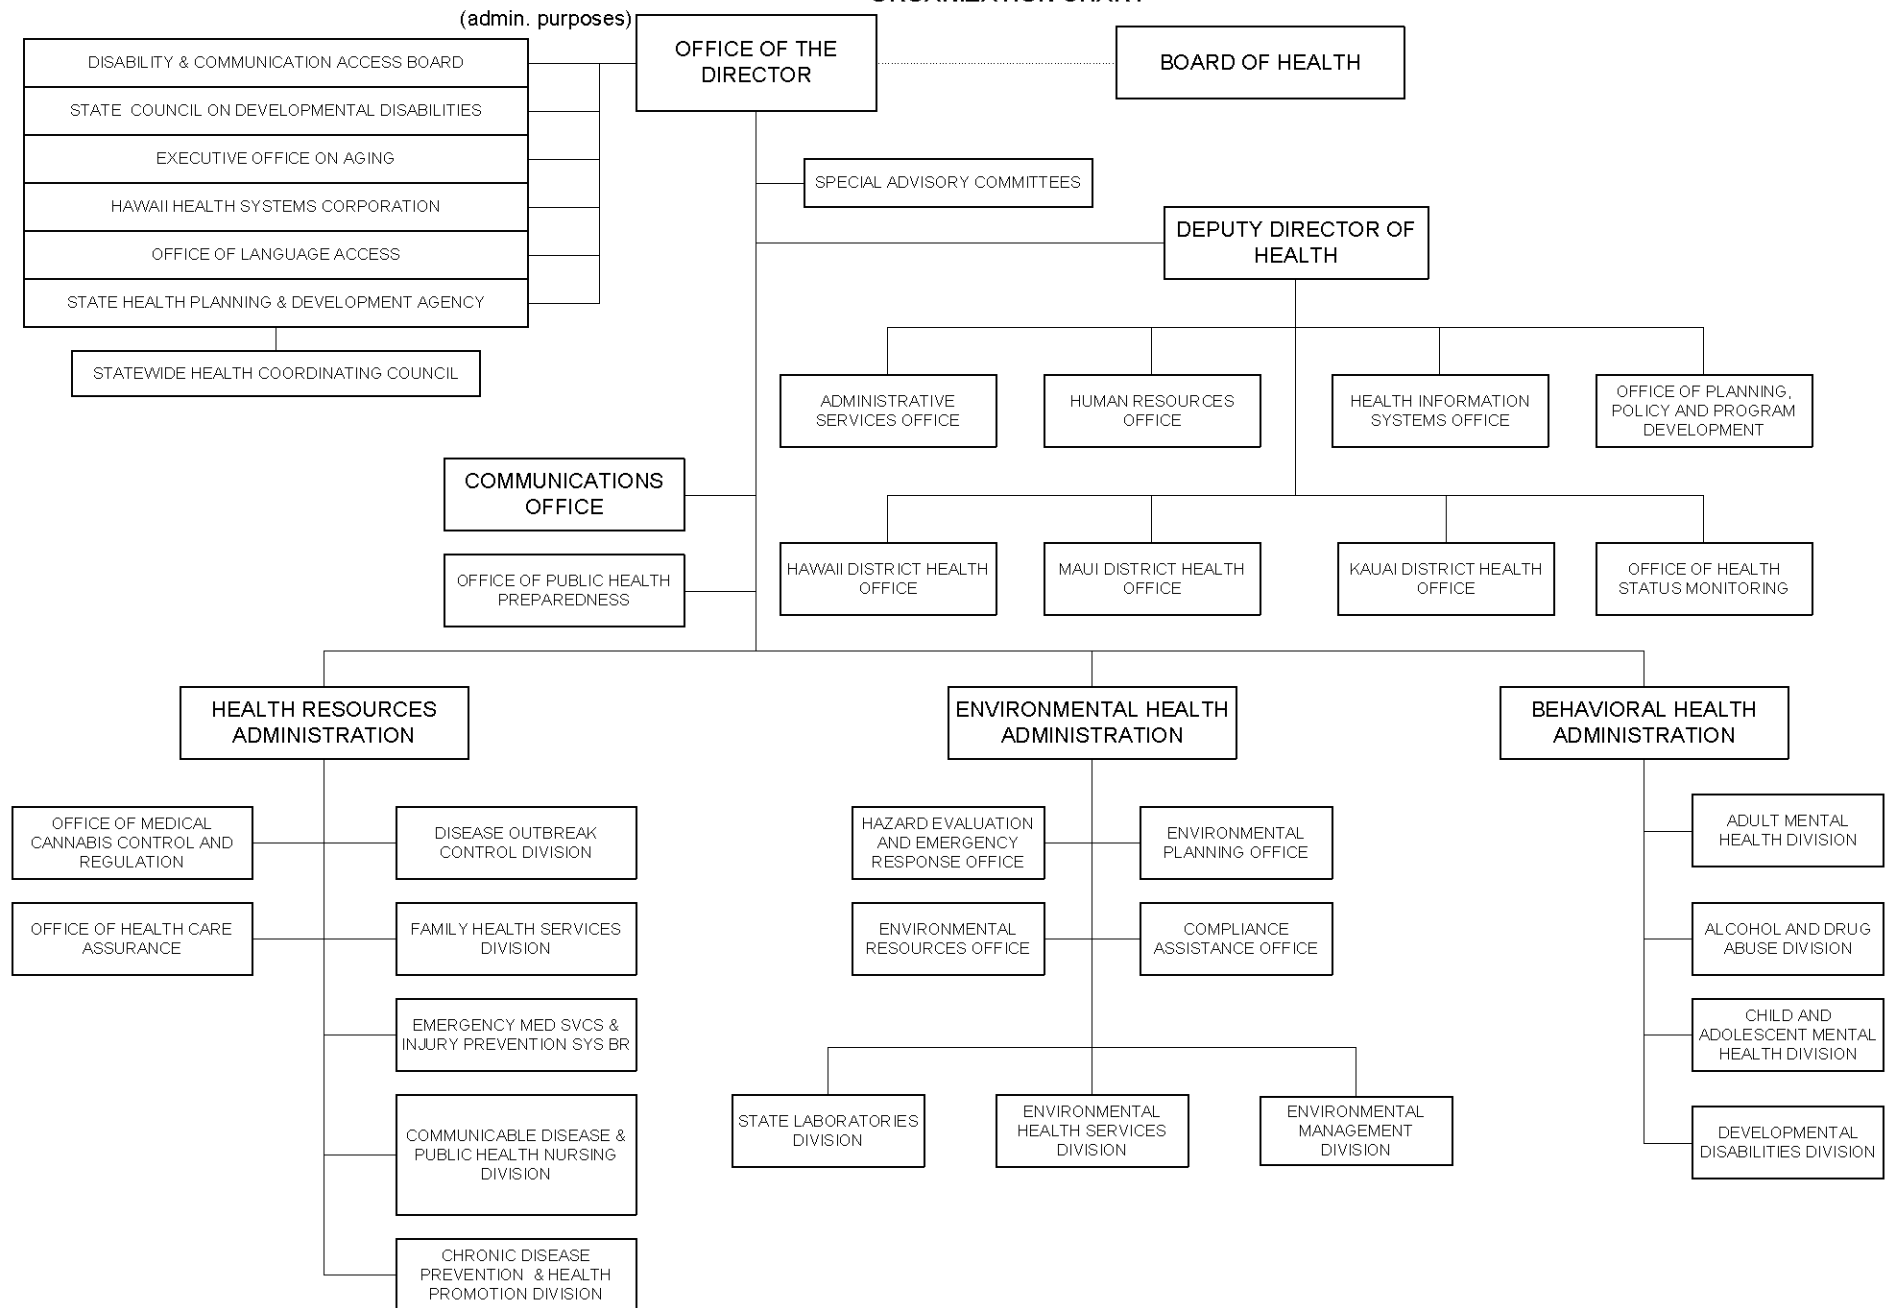 ORGANIZATION CHART
(admin. purposes)
OFFICE OF THE
DIRECTOR
BOARD OF HEALTH
DISABILITY & COMMUNICATION ACCESS BOARD
STATE COUNCIL ON DEVELOPMENTAL DISABILITIES
EXECUTIVE OFFICE ON AGING
HAWAII HEALTH SYSTEMS CORPORATION
OFFICE OF LANGUAGE ACCESS
STATE HEALTH PLANNING & DEVELOPMENT AGENCY
STATEWIDE HEALTH COORDINATING COUNCIL
SPECIAL ADVISORY COMMITTEES
DEPUTY DIRECTOR OF
HEALTH
ADMINISTRATIVE
SERVICES OFFICE
HUMAN RESOURCES
OFFICE
HEALTH INFORMATION
SYSTEMS OFFICE
OFFICE OF PLANNING,
POLICY AND PROGRAM
DEVELOPMENT
COMMUNICATIONS
OFFICE
OFFICE OF PUBLIC HEALTH
PREPAREDNESS
HAWAII DISTRICT HEALTH
OFFICE
MAUI DISTRICT HEALTH
OFFICE
KAUAI DISTRICT HEALTH
OFFICE
OFFICE OF HEALTH
STATUS MONITORING
HEALTH RESOURCES
ADMINISTRATION
ENVIRONMENTAL HEALTH
ADMINISTRATION
BEHAVIORAL HEALTH
ADMINISTRATION
OFFICE OF MEDICAL
CANNABIS CONTROL AND
REGULATION
DISEASE OUTBREAK
CONTROL DIVISION
OFFICE OF HEALTH CARE
ASSURANCE
FAMILY HEALTH SERVICES
DIVISION
EMERGENCY MED SVCS &
INJURY PREVENTION SYS BR
COMMUNICABLE DISEASE &
PUBLIC HEALTH NURSING
DIVISION
CHRONIC DISEASE
PREVENTION & HEALTH
PROMOTION DIVISION
HAZARD EVALUATION
AND EMERGENCY
RESPONSE OFFICE
ENVIRONMENTAL
PLANNING OFFICE
ENVIRONMENTAL
RESOURCES OFFICE
COMPLIANCE
ASSISTANCE OFFICE
STATE LABORATORIES
DIVISION
ENVIRONMENTAL
HEALTH SERVICES
DIVISION
ENVIRONMENTAL
MANAGEMENT
DIVISION
ADULT MENTAL
HEALTH DIVISION
ALCOHOL AND DRUG
ABUSE DIVISION
CHILD AND
ADOLESCENT MENTAL
HEALTH DIVISION
DEVELOPMENTAL
DISABILITIES DIVISION